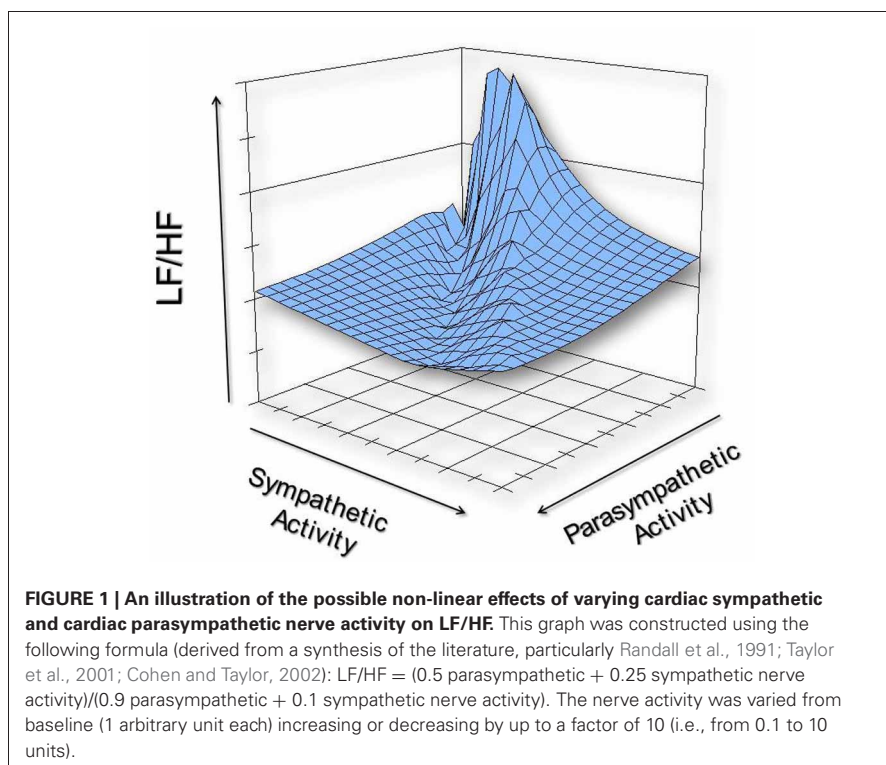 LF/HF
Sympathetic
Activity
Parasympathetic
Activity
FIGURE 1 | An illustration of the possible non-linear effects of varying cardiac sympathetic
and cardiac parasympathetic nerve activity on LF/HF. This graph was constructed using the
following formula (derived from a synthesis of the literature, particularly Randall et al., 1991; Taylor
et al., 2001; Cohen and Taylor, 2002): LF/HF = (0.5 parasympathetic + 0.25 sympathetic nerve
activity)/(0.9 parasympathetic + 0.1 sympathetic nerve activity). The nerve activity was varied from
baseline (1 arbitrary unit each) increasing or decreasing by up to a factor of 10 (i.e., from 0.1 to 10
units).